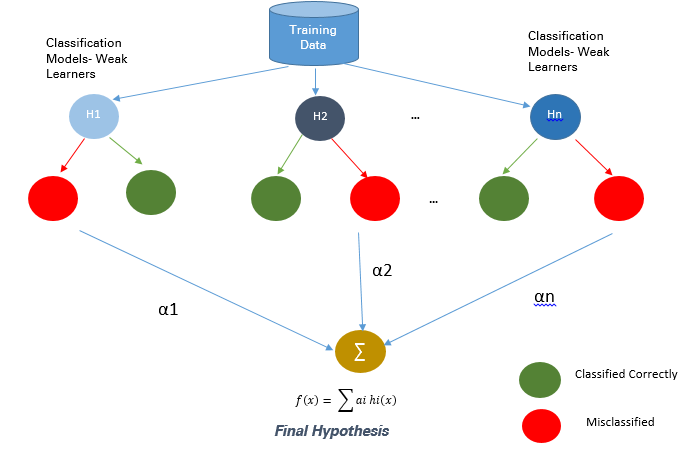 Training
Data
Classification
Models- Weak
Learners
Classification
Models- Weak
Learners
H1
H2
...
Hn
...
α1
α2
αn
∑
f(x) = ∑ ai hi(x)
Final Hypothesis
Classified Correctly
Misclassified